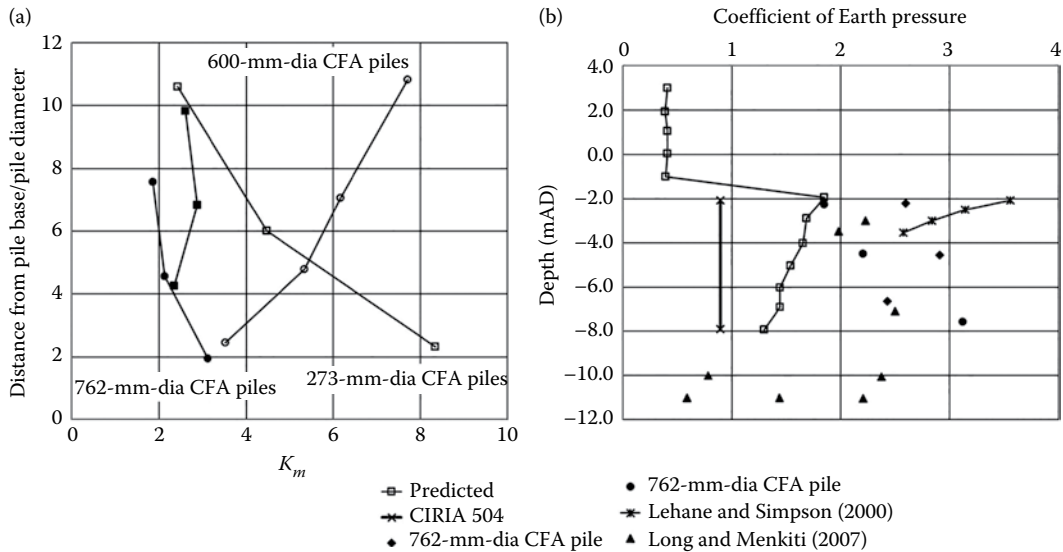 (a)
600-mm-dia CFA piles
762-mm-dia CFA piles
273-mm-dia CFA piles
Distance from pile base/pile diameter
12
10
8
6
4
2
0
0 2 4 6 8 10
K_m
(b)
Coefficient of Earth pressure
0 1 2 3 4
4.0
2.0
0.0
−2.0
−4.0
−6.0
−8.0
−10.0
−12.0
Depth (mAD)
Predicted
CIRIA 504
762-mm-dia CFA pile
762-mm-dia CFA pile
Lehane and Simpson (2000)
Long and Menkiti (2007)